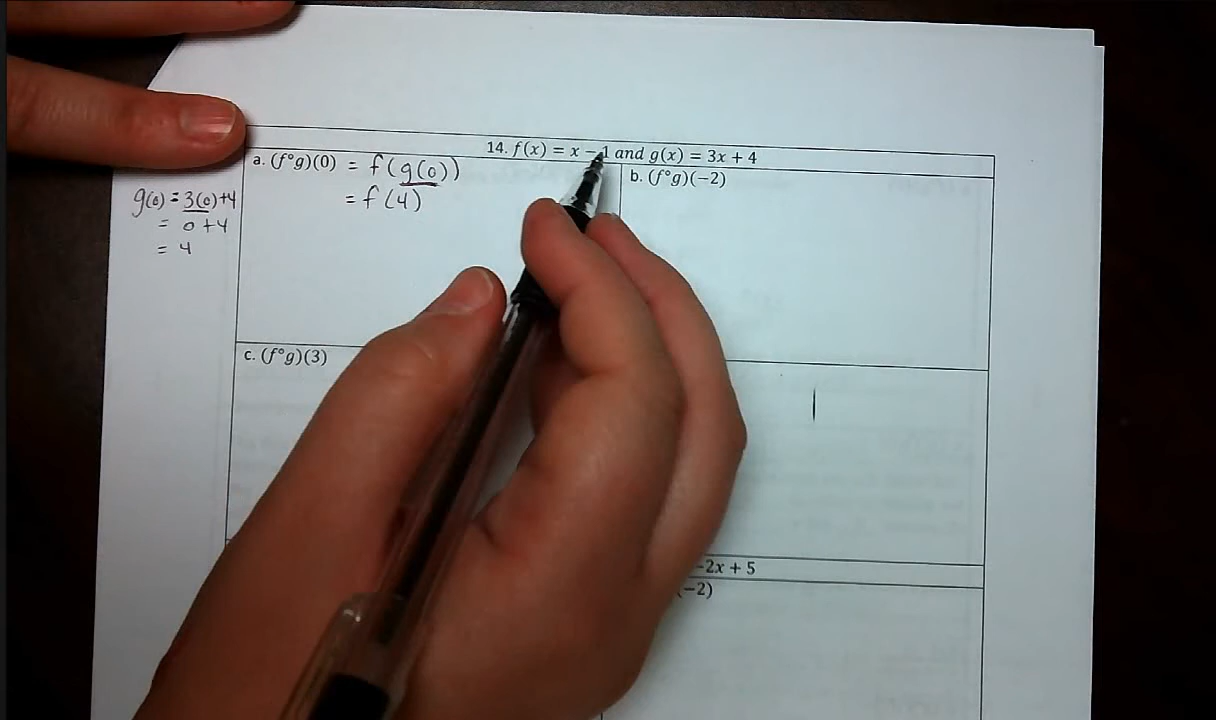 14. f(x) = x − 1 and g(x) = 3x + 4
a. (f°g)(0) = f(g(0))
= f(4)
g(0) = 3(0)+4
= 0+4
= 4
b. (f°g)(−2)
c. (f°g)(3)
−2x + 5
(−2)